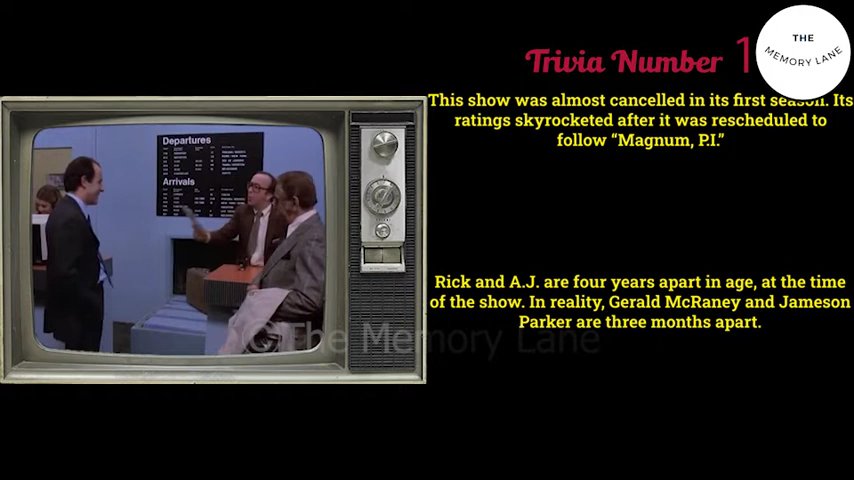 Trivia Number 1
THE
MEMORY LANE
This show was almost cancelled in its first season. Its
ratings skyrocketed after it was rescheduled to
follow “Magnum, P.I.”
Departures
Arrivals
Rick and A.J. are four years apart in age, at the time
of the show. In reality, Gerald McRaney and Jameson
Parker are three months apart.
©The Memory Lane